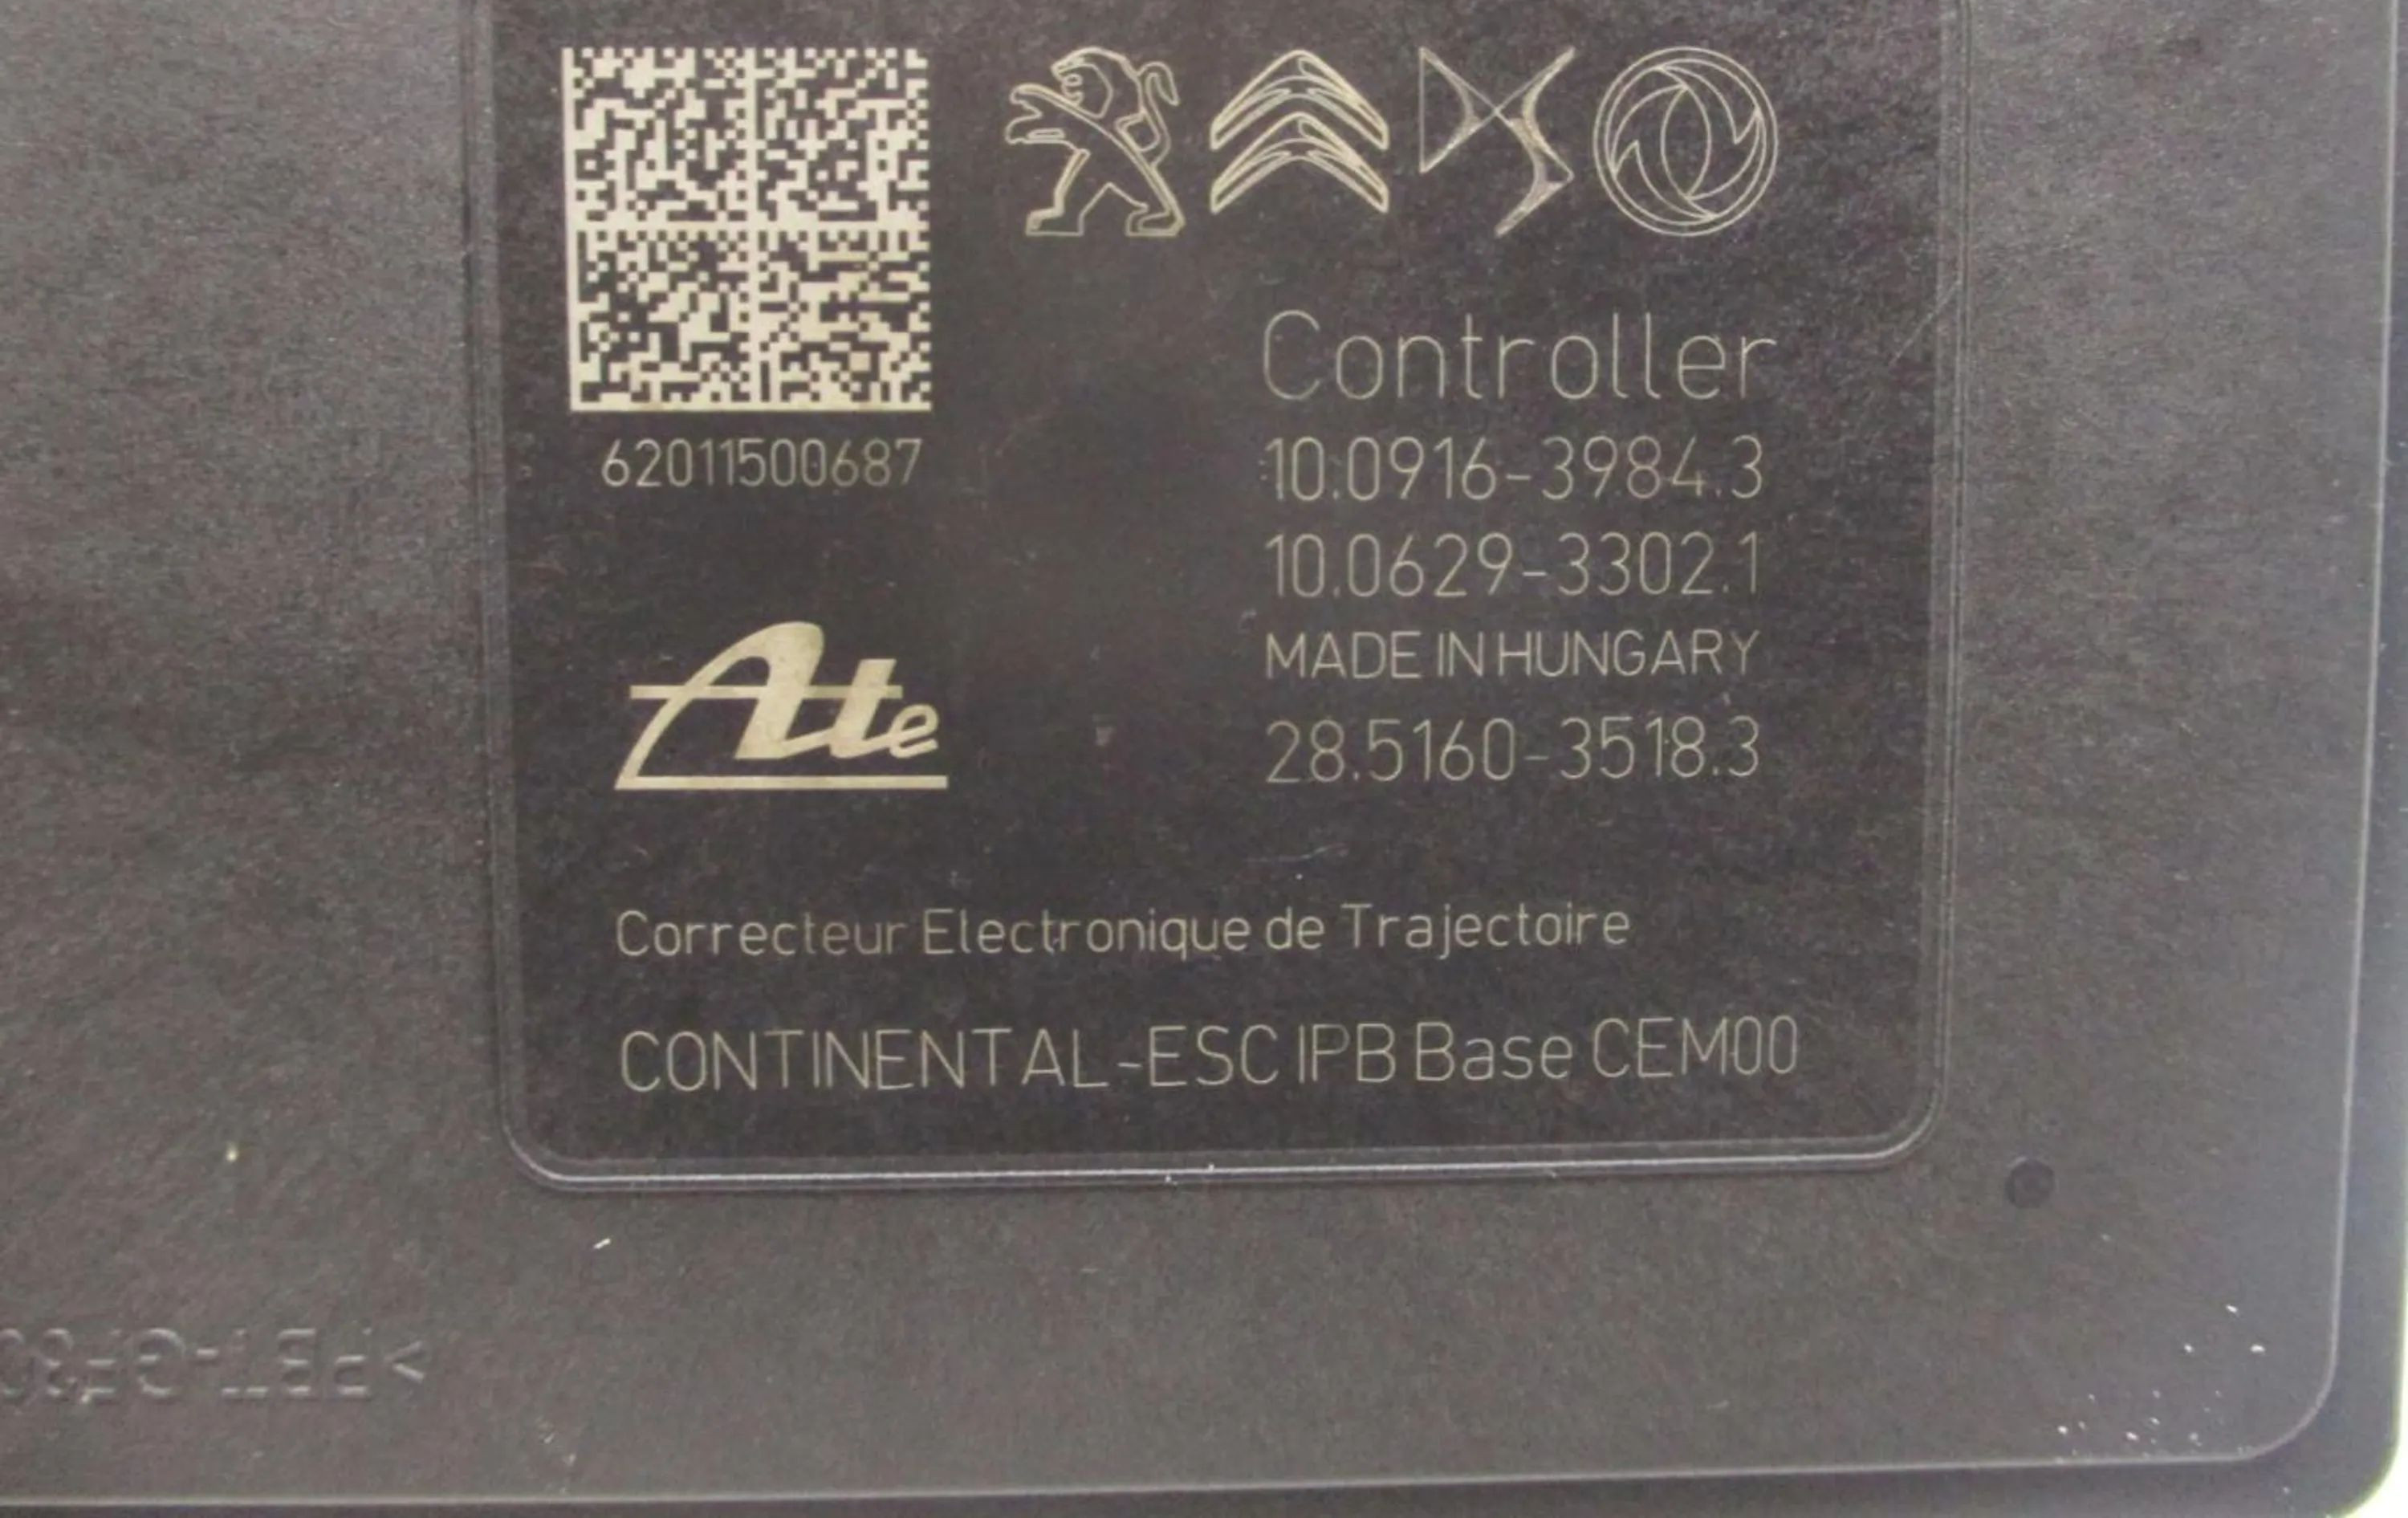 62011500687
Controller
10.0916-3984.3
10.0629-3302.1
MADE IN HUNGARY
28.5160-3518.3
Ate
Correcteur Electronique de Trajectoire
CONTINENTAL-ESC IPB Base CEM00